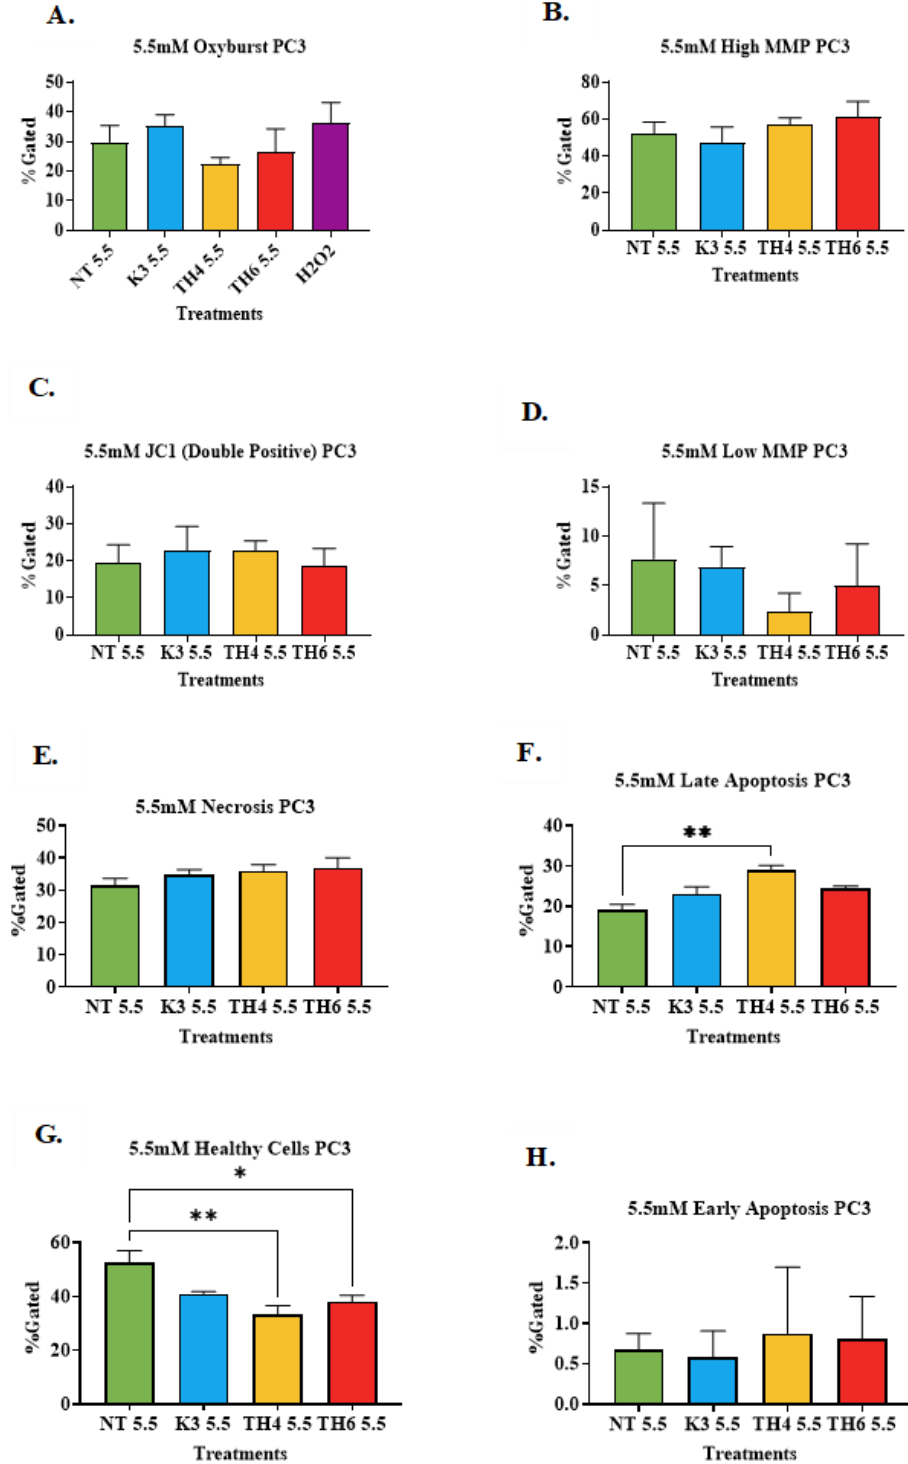 A.
5.5mM Oxyburst PC3
50
40
30
20
10
0
% Gated
NT 5.5 K3 5.5 TH4 5.5 TH6 5.5 H2O2
Treatments
B.
5.5mM High MMP PC3
80
60
40
20
0
% Gated
NT 5.5 K3 5.5 TH4 5.5 TH6 5.5
Treatments
C.
5.5mM JC1 (Double Positive) PC3
40
30
20
10
0
% Gated
NT 5.5 K3 5.5 TH4 5.5 TH6 5.5
Treatments
D.
5.5mM Low MMP PC3
15
10
5
0
% Gated
NT 5.5 K3 5.5 TH4 5.5 TH6 5.5
Treatments
E.
5.5mM Necrosis PC3
50
40
30
20
10
0
%Gated
NT 5.5 K3 5.5 TH4 5.5 TH6 5.5
Treatments
F.
5.5mM Late Apoptosis PC3
40
30
20
10
0
%Gated
**
NT 5.5 K3 5.5 TH4 5.5 TH6 5.5
Treatments
G.
5.5mM Healthy Cells PC3
*
**
60
40
20
0
%Gated
NT 5.5 K3 5.5 TH4 5.5 TH6 5.5
Treatments
H.
5.5mM Early Apoptosis PC3
2.0
1.5
1.0
0.5
0.0
%Gated
NT 5.5 K3 5.5 TH4 5.5 TH6 5.5
Treatments